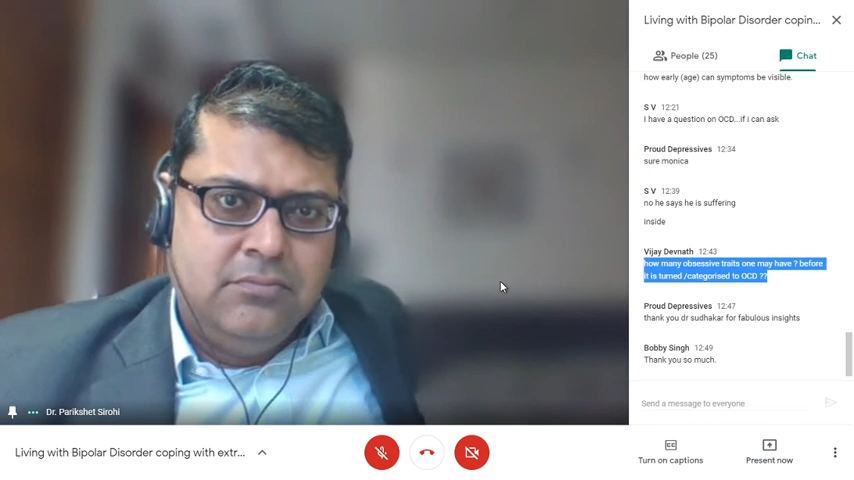 Living with Bipolar Disorder copin...
People (25)
Chat
how early (age) can symptoms be visible.
S V 12:21
I have a question on OCD...if I can ask
Proud Depressives 12:34
sure monica
S V 12:39
no he says he is suffering
Inside
Vijay Devnath 12:43
how many obsessive traits one may have ? before
it is turned /categorised to OCD ??
Proud Depressives 12:47
thank you dr sudhakar for fabulous insights
Bobby Singh 12:49
Thank you so much.
Send a message to everyone
Dr. Parikshet Sirohi
Living with Bipolar Disorder coping with extr...
Turn on captions
Present now